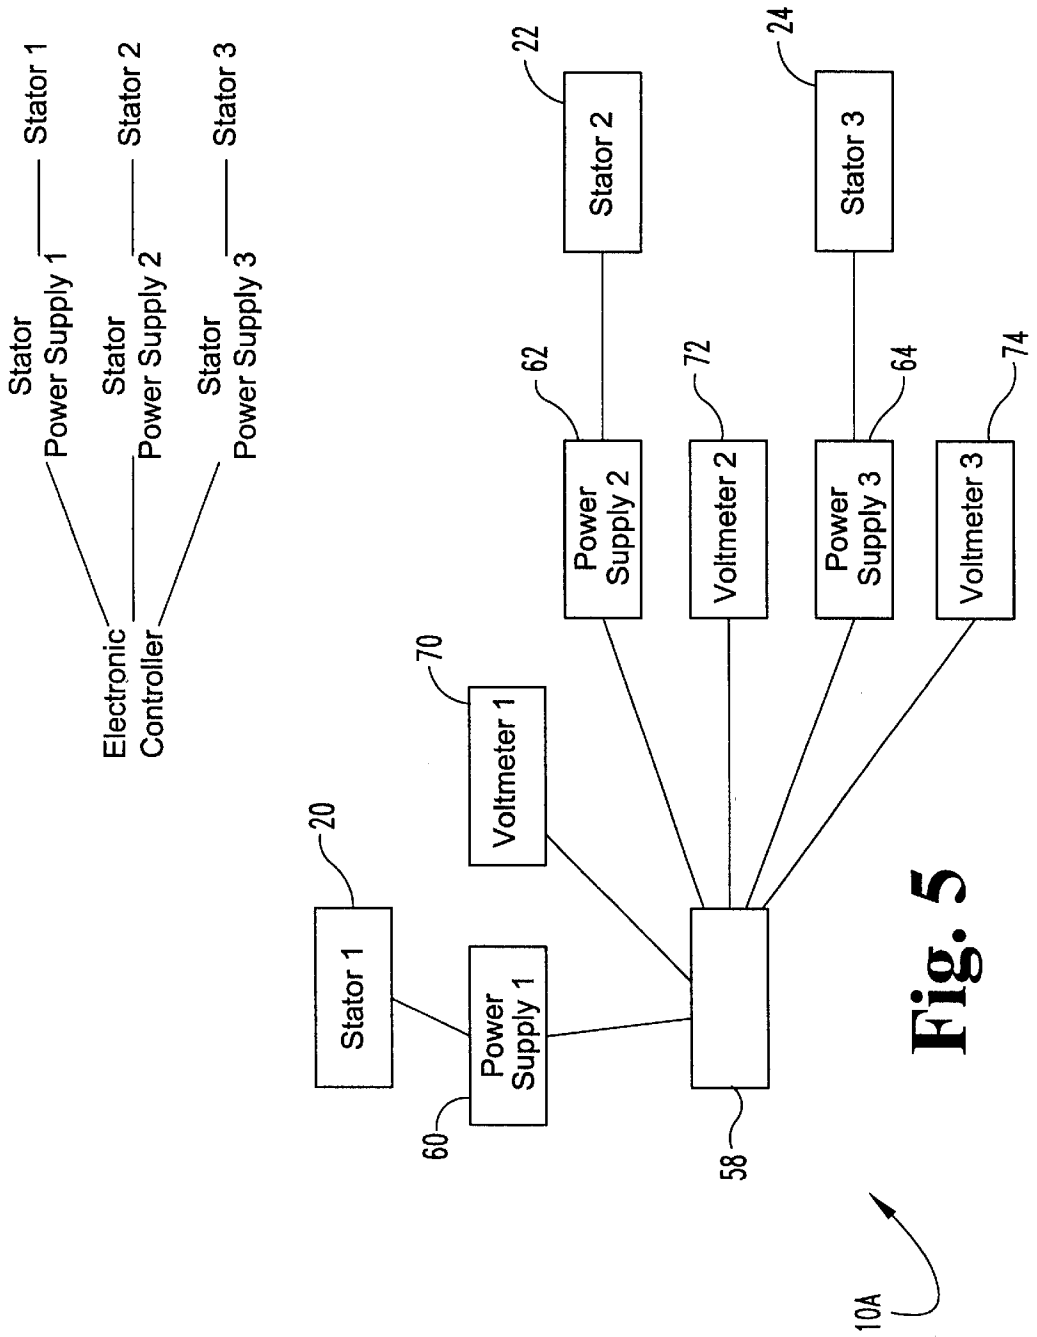 Stator
Power Supply 1
Stator 1
Electronic
Controller
Stator
Power Supply 2
Stator 2
Stator
Power Supply 3
Stator 3
20
Stator 1
70
Voltmeter 1
60
Power
Supply 1
58
62
Power
Supply 2
22
Stator 2
72
Voltmeter 2
64
Power
Supply 3
24
Stator 3
74
Voltmeter 3
10A
Fig. 5